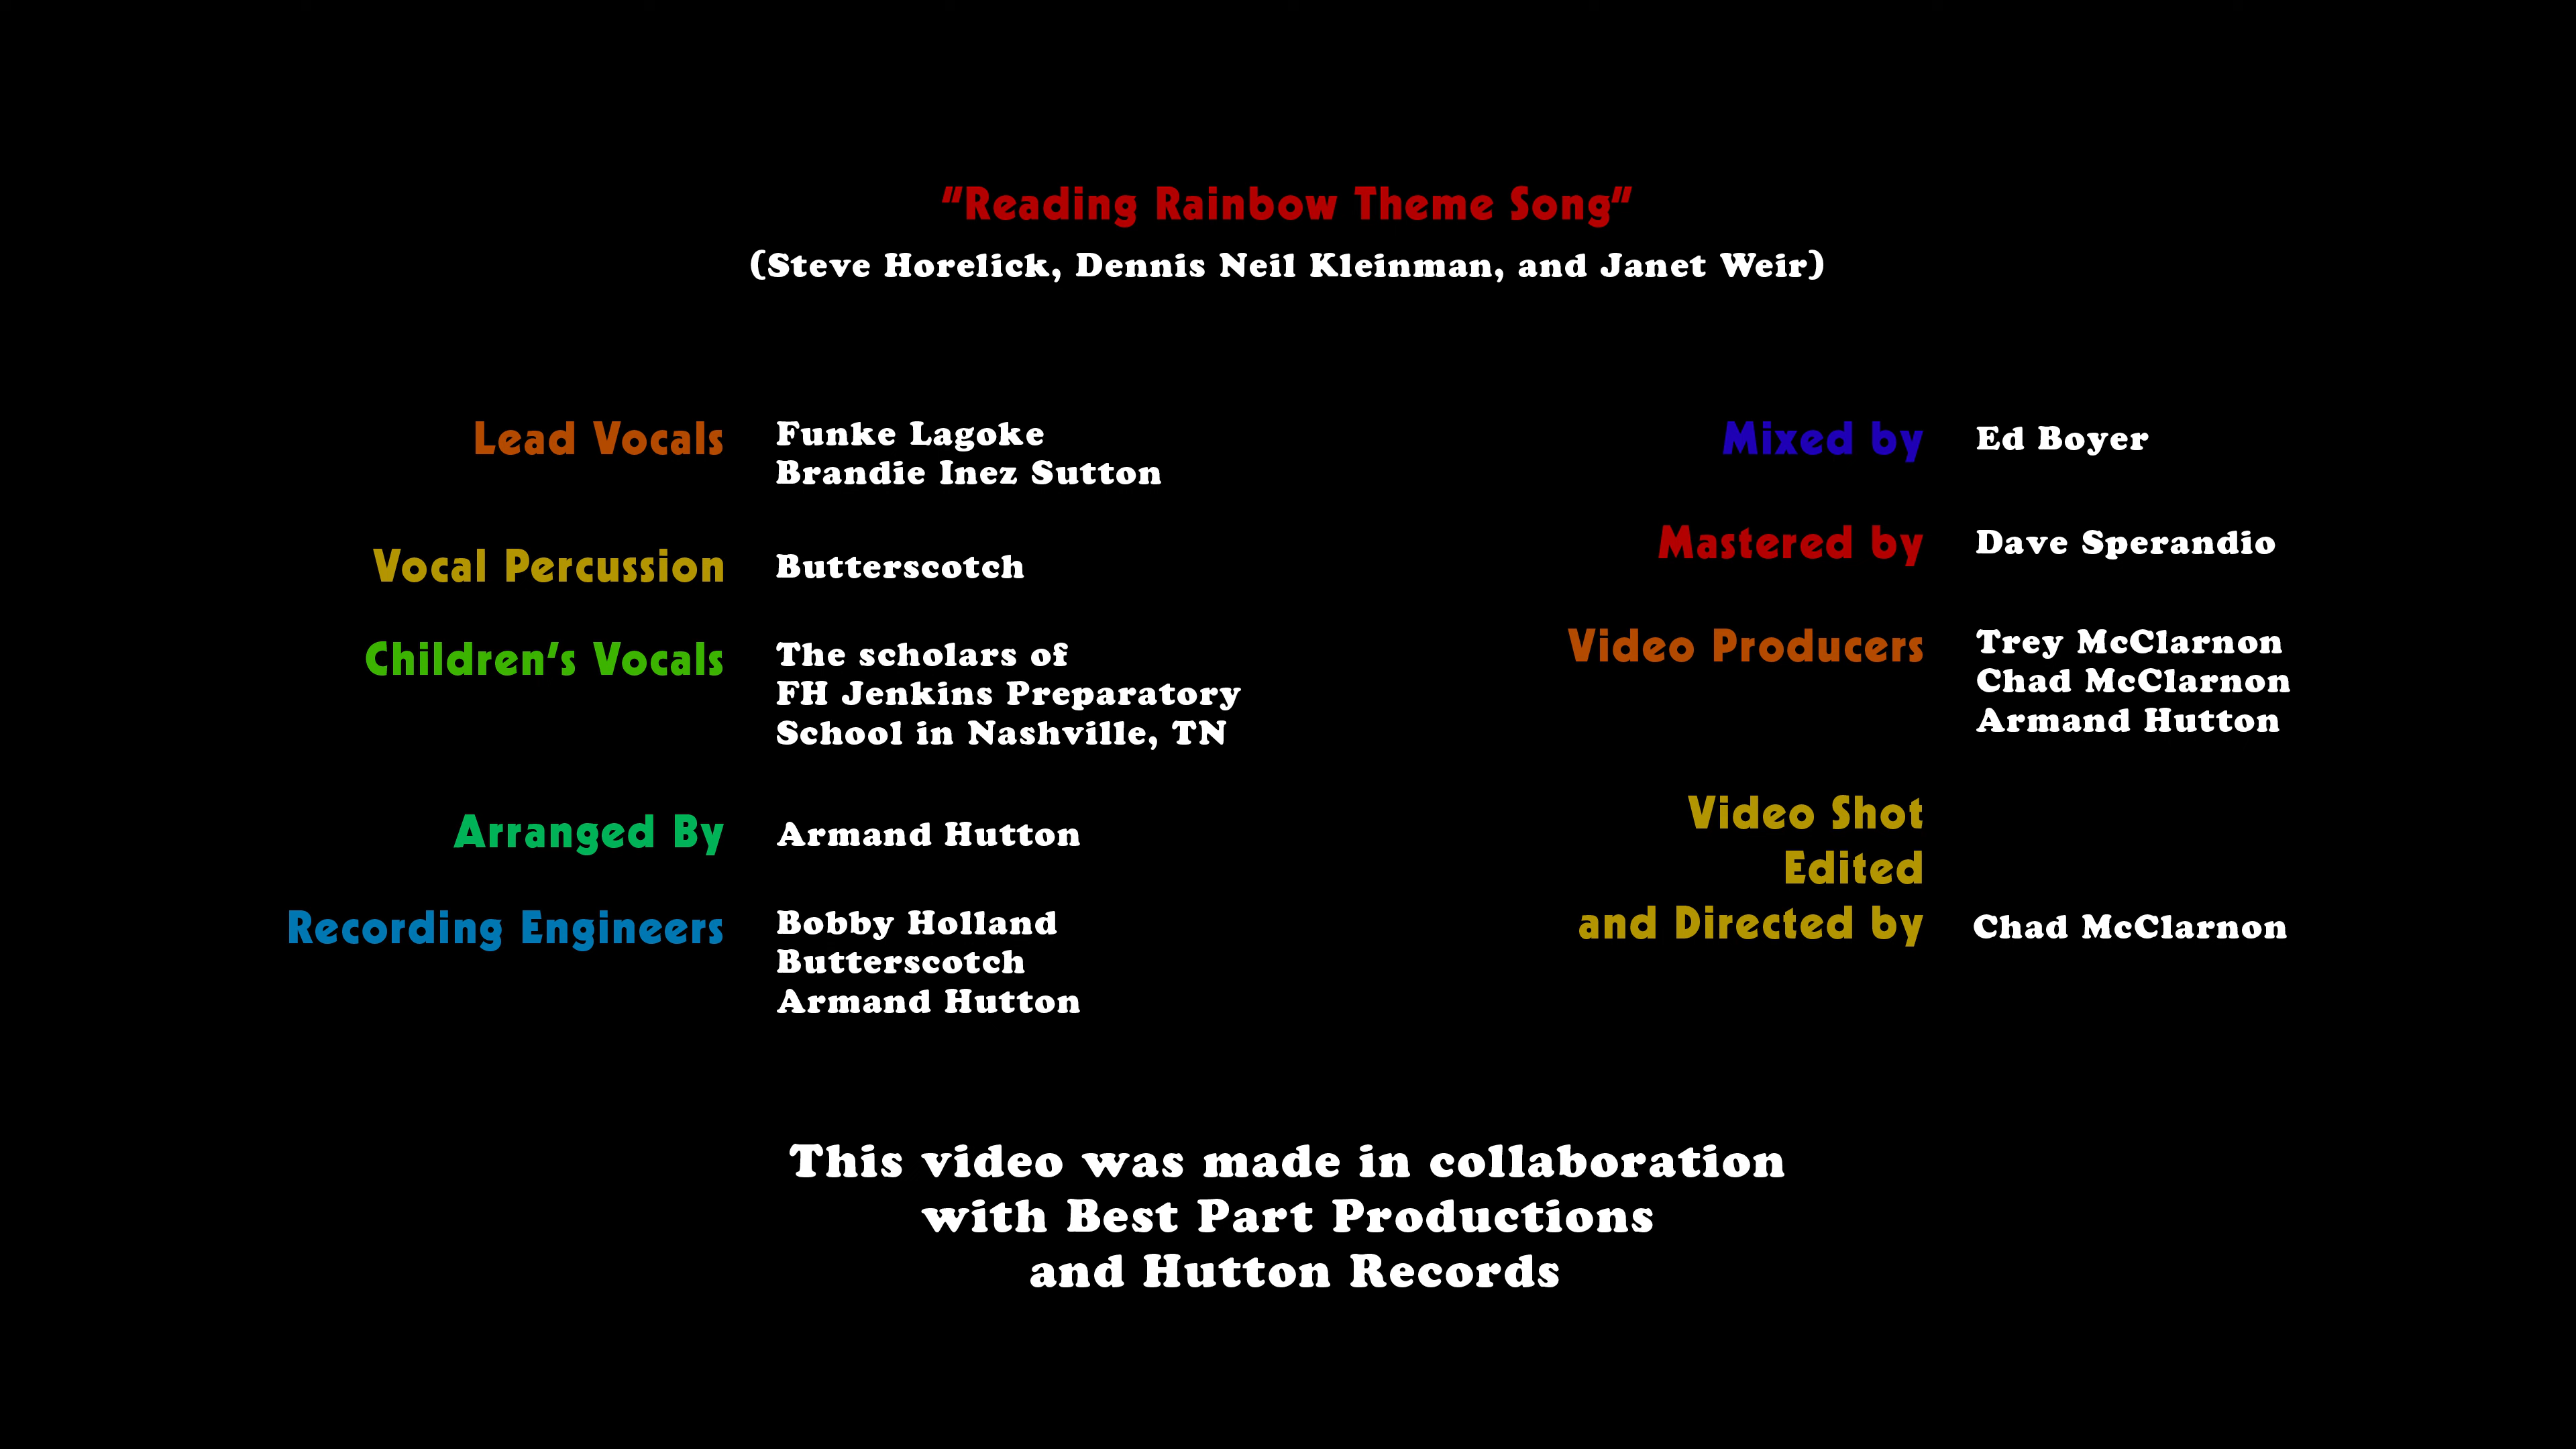 "Reading Rainbow Theme Song"
(Steve Horelick, Dennis Neil Kleinman, and Janet Weir)
Lead Vocals Funke Lagoke
Brandie Inez Sutton
Vocal Percussion Butterscotch
Children's Vocals The scholars of
FH Jenkins Preparatory
School in Nashville, TN
Arranged By Armand Hutton
Recording Engineers Bobby Holland
Butterscotch
Armand Hutton
Mixed by Ed Boyer
Mastered by Dave Sperandio
Video Producers Trey McClarnon
Chad McClarnon
Armand Hutton
Video Shot
Edited
and Directed by Chad McClarnon
This video was made in collaboration
with Best Part Productions
and Hutton Records